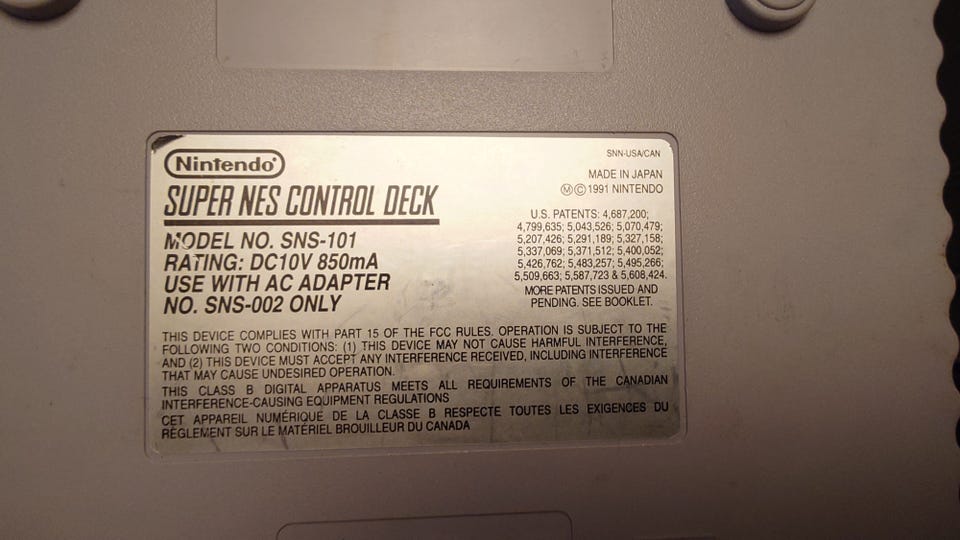 Nintendo®
SUPER NES CONTROL DECK
MODEL NO. SNS-101
RATING: DC10V 850mA
USE WITH AC ADAPTER
NO. SNS-002 ONLY
SNN-USA/CAN
MADE IN JAPAN
Ⓜ©1991 NINTENDO
U.S. PATENTS: 4,687,200;
4,799,635; 5,043,526; 5,070,479;
5,207,426; 5,291,189; 5,327,158;
5,337,069; 5,371,512; 5,400,052;
5,426,762; 5,483,257; 5,495,266;
5,509,663; 5,587,723 & 5,608,424.
MORE PATENTS ISSUED AND
PENDING. SEE BOOKLET.
THIS DEVICE COMPLIES WITH PART 15 OF THE FCC RULES. OPERATION IS SUBJECT TO THE
FOLLOWING TWO CONDITIONS: (1) THIS DEVICE MAY NOT CAUSE HARMFUL INTERFERENCE,
AND (2) THIS DEVICE MUST ACCEPT ANY INTERFERENCE RECEIVED, INCLUDING INTERFERENCE
THAT MAY CAUSE UNDESIRED OPERATION.
THIS CLASS B DIGITAL APPARATUS MEETS ALL REQUIREMENTS OF THE CANADIAN
INTERFERENCE-CAUSING EQUIPMENT REGULATIONS
CET APPAREIL NUMÉRIQUE DE LA CLASSE B RESPECTE TOUTES LES EXIGENCES DU
RÈGLEMENT SUR LE MATÉRIEL BROUILLEUR DU CANADA